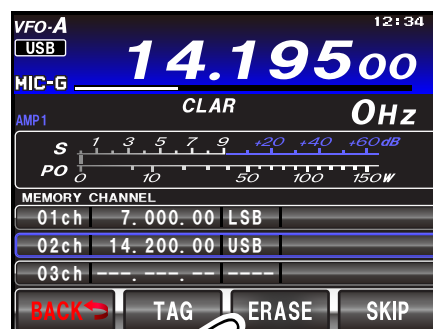 VFO-A 12:34
USB 14.195 00
MIC-G
AMP1 CLAR 0Hz
S 1 3 5 7 9 +20 +40 +60dB
PO 0 10 50 100 150W
MEMORY CHANNEL
01ch 7.000.00 LSB
02ch 14.200.00 USB
03ch ---.---.-- ----
BACK TAG ERASE SKIP